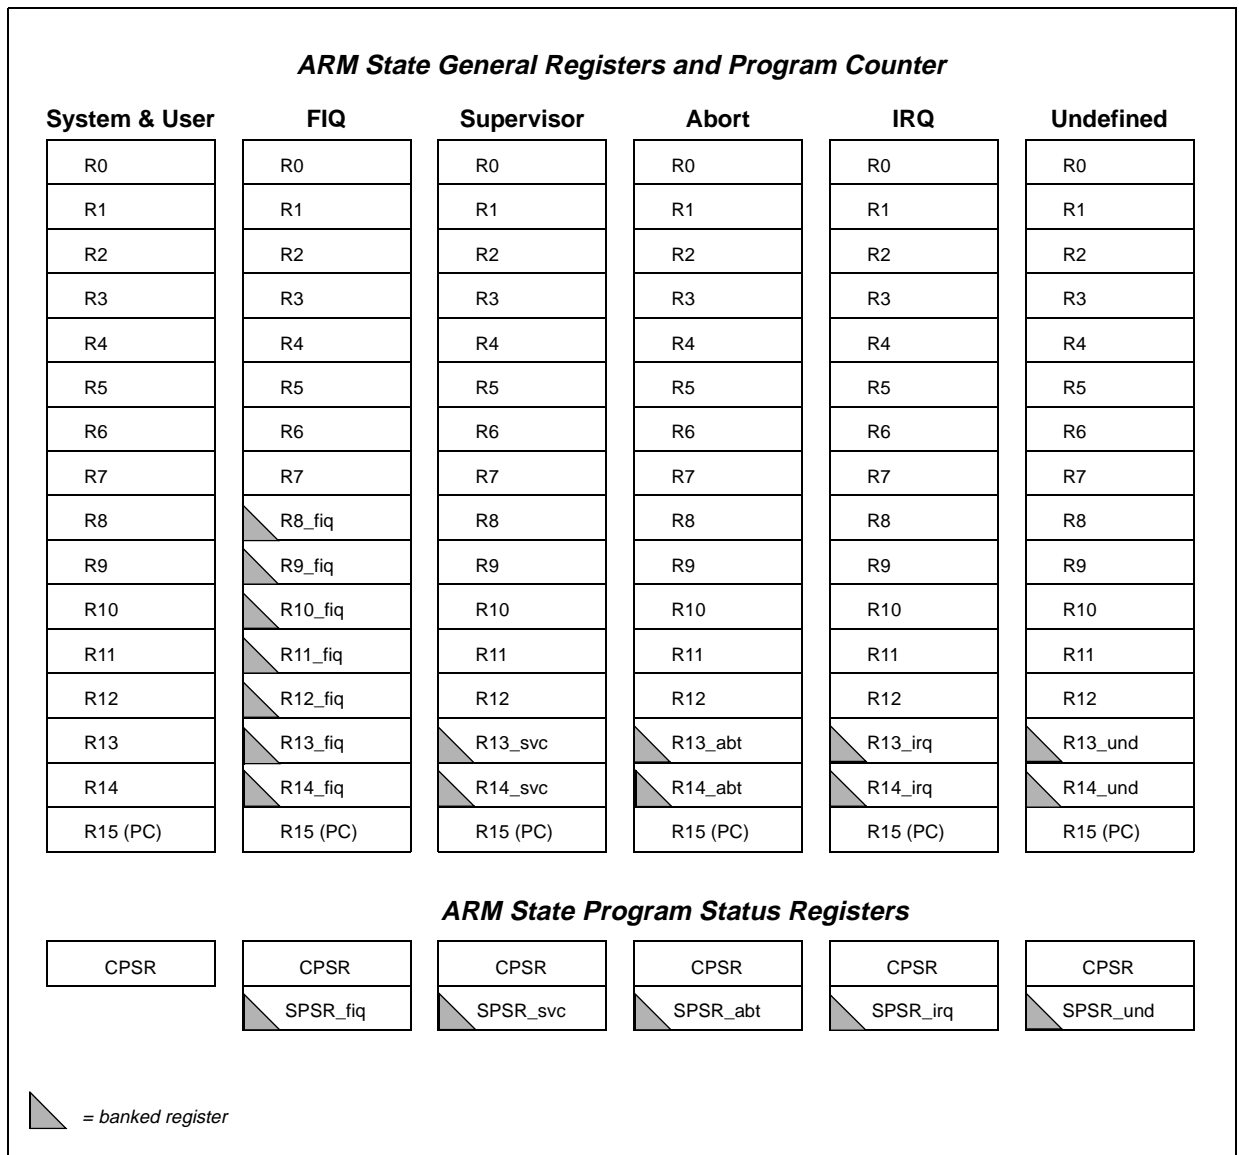 ARM State General Registers and Program Counter
System & User FIQ Supervisor Abort IRQ Undefined
R0 R0 R0 R0 R0 R0
R1 R1 R1 R1 R1 R1
R2 R2 R2 R2 R2 R2
R3 R3 R3 R3 R3 R3
R4 R4 R4 R4 R4 R4
R5 R5 R5 R5 R5 R5
R6 R6 R6 R6 R6 R6
R7 R7 R7 R7 R7 R7
R8 R8_fiq R8 R8 R8 R8
R9 R9_fiq R9 R9 R9 R9
R10 R10_fiq R10 R10 R10 R10
R11 R11_fiq R11 R11 R11 R11
R12 R12_fiq R12 R12 R12 R12
R13 R13_fiq R13_svc R13_abt R13_irq R13_und
R14 R14_fiq R14_svc R14_abt R14_irq R14_und
R15 (PC) R15 (PC) R15 (PC) R15 (PC) R15 (PC) R15 (PC)
ARM State Program Status Registers
CPSR CPSR CPSR CPSR CPSR CPSR
SPSR_fiq SPSR_svc SPSR_abt SPSR_irq SPSR_und
= banked register